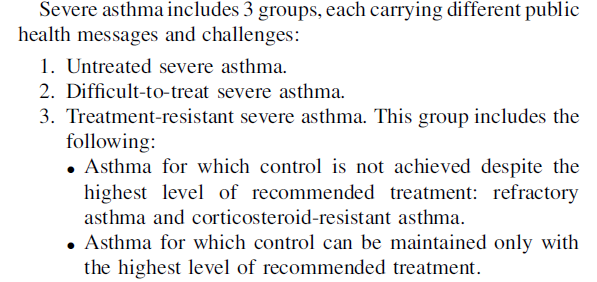 Severe asthma includes 3 groups, each carrying different public
health messages and challenges:
1. Untreated severe asthma.
2. Difficult-to-treat severe asthma.
3. Treatment-resistant severe asthma. This group includes the
following:
• Asthma for which control is not achieved despite the
highest level of recommended treatment: refractory
asthma and corticosteroid-resistant asthma.
• Asthma for which control can be maintained only with
the highest level of recommended treatment.